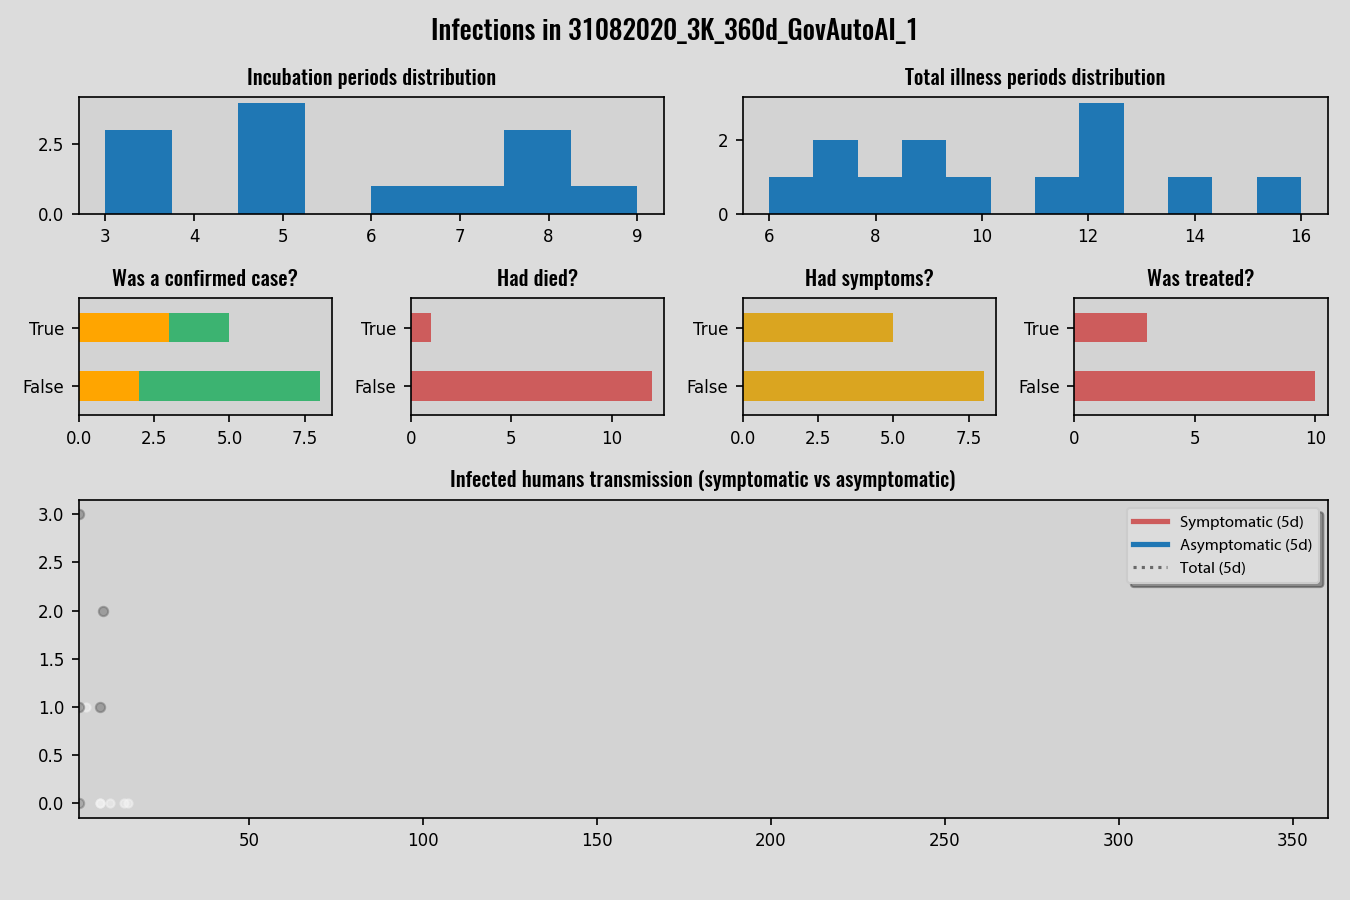 Infections in 31082020_3K_360d_GovAutoAI_1
Incubation periods distribution
Total illness periods distribution
2.5
0.0
3 4 5 6 7 8 9
2
0
6 8 10 12 14 16
Was a confirmed case?
Had died?
Had symptoms?
Was treated?
True
False
0.0 2.5 5.0 7.5
True
False
0 5 10
True
False
0.0 2.5 5.0 7.5
True
False
0 5 10
Infected humans transmission (symptomatic vs asymptomatic)
3.0
2.5
2.0
1.5
1.0
0.5
0.0
50 100 150 200 250 300 350
Symptomatic (5d)
Asymptomatic (5d)
Total (5d)